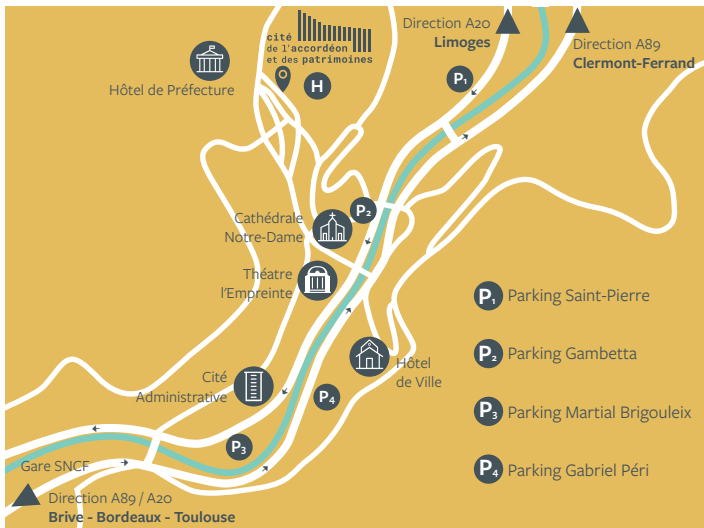 cité
de l'accordéon
et des patrimoines
H
Hôtel de Préfecture
Direction A20
Limoges
Direction A89
Clermont-Ferrand
P1
P2
Cathédrale
Notre-Dame
Théatre
l'Empreinte
Hôtel
de Ville
Cité
Administrative
P4
P3
Gare SNCF
Direction A89 / A20
Brive - Bordeaux - Toulouse
P1 Parking Saint-Pierre
P2 Parking Gambetta
P3 Parking Martial Brigouleix
P4 Parking Gabriel Péri